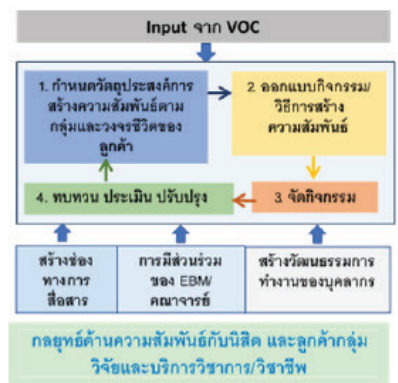 Input จาก VOC
1. กำหนดวัตถุประสงค์การ
สร้างความสัมพันธ์ตาม
กลุ่มและวงจรชีวิตของ
ลูกค้า
2. ออกแบบกิจกรรม/
วิธีการสร้าง
ความสัมพันธ์
4. ทบทวน ประเมิน ปรับปรุง
3. จัดกิจกรรม
สร้างช่อง
ทางการ
สื่อสาร
การมีส่วนร่วม
ของ EBM/
คณาจารย์
สร้างวัฒนธรรมการ
ทำงานของบุคลากร
กลยุทธ์ด้านความสัมพันธ์กับนิสิต และลูกค้ากลุ่ม
วิจัยและบริการวิชาการ/วิชาชีพ